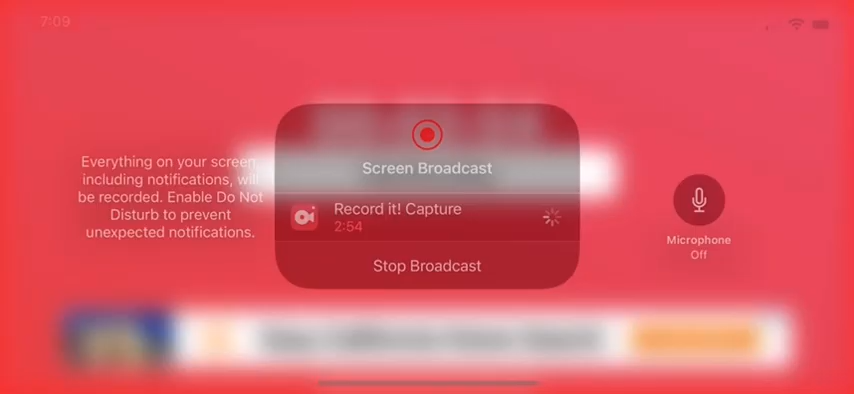 7:09
Everything on your screen,
including notifications, will
be recorded. Enable Do Not
Disturb to prevent
unexpected notifications.
Screen Broadcast
Record it! Capture
2:54
Stop Broadcast
Microphone
Off